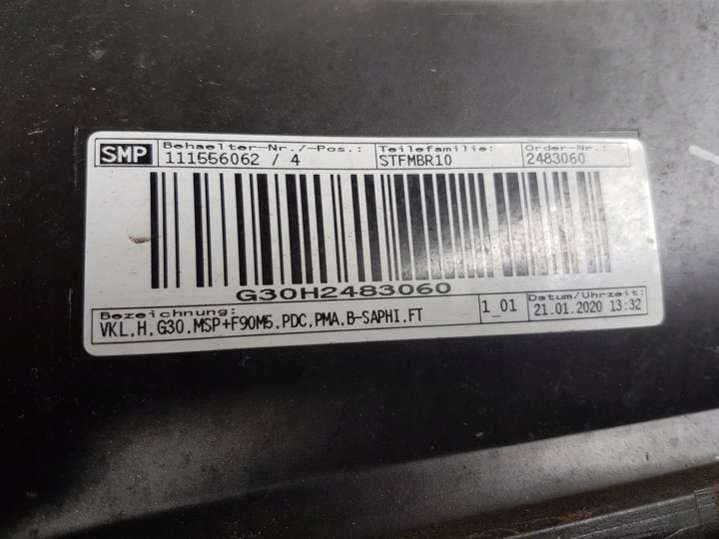 SMP Behaelter-Nr./-Pos.: Teilefamilie: Order-Nr.:
111556062 / 4 STFMBR10 2483060
G30H2483060
Bezeichnung: 1_01 Datum/Uhrzeit:
VKL,H,G30,MSP+F90M5,PDC,PMA,B-SAPHI,FT 21.01.2020 13:32